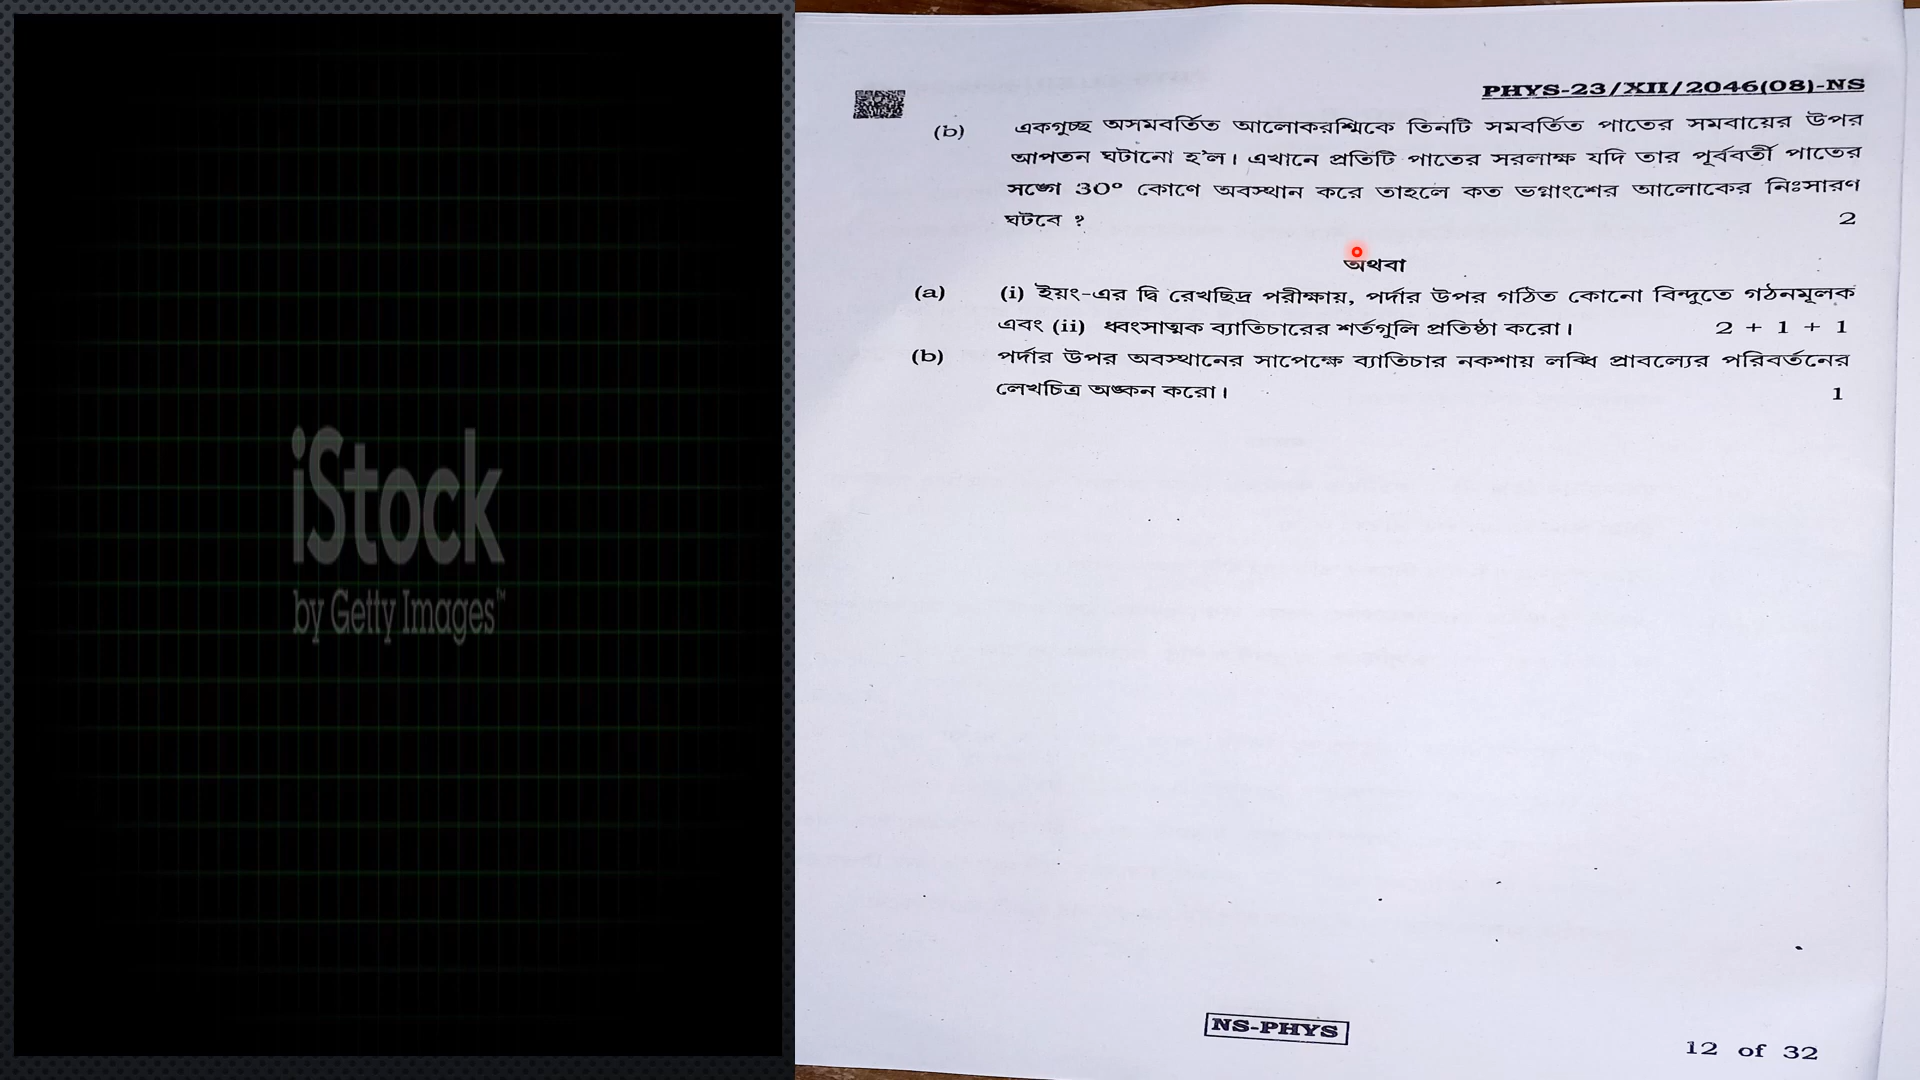 iStock
by Getty Images™
PHYS-23/XII/2046(08)-NS
(b) একগুচ্ছ অসমবর্তিত আলোকরশ্মিকে তিনটি সমবর্তিত পাতের সমবায়ের উপর
আপতন ঘটানো হ'ল। এখানে প্রতিটি পাতের সরলাক্ষ যদি তার পূর্ববর্তী পাতের
সঙ্গে 30° কোণে অবস্থান করে তাহলে কত ভগ্নাংশের আলোকের নিঃসারণ
ঘটবে ? 2
অথবা
(a) (i) ইয়ং-এর দ্বি রেখছিদ্র পরীক্ষায়, পর্দার উপর গঠিত কোনো বিন্দুতে গঠনমূলক
এবং (ii) ধ্বংসাত্মক ব্যাতিচারের শর্তগুলি প্রতিষ্ঠা করো। 2 + 1 + 1
(b) পর্দার উপর অবস্থানের সাপেক্ষে ব্যাতিচার নকশায় লব্ধি প্রাবল্যের পরিবর্তনের
লেখচিত্র অঙ্কন করো। 1
NS-PHYS
12 of 32